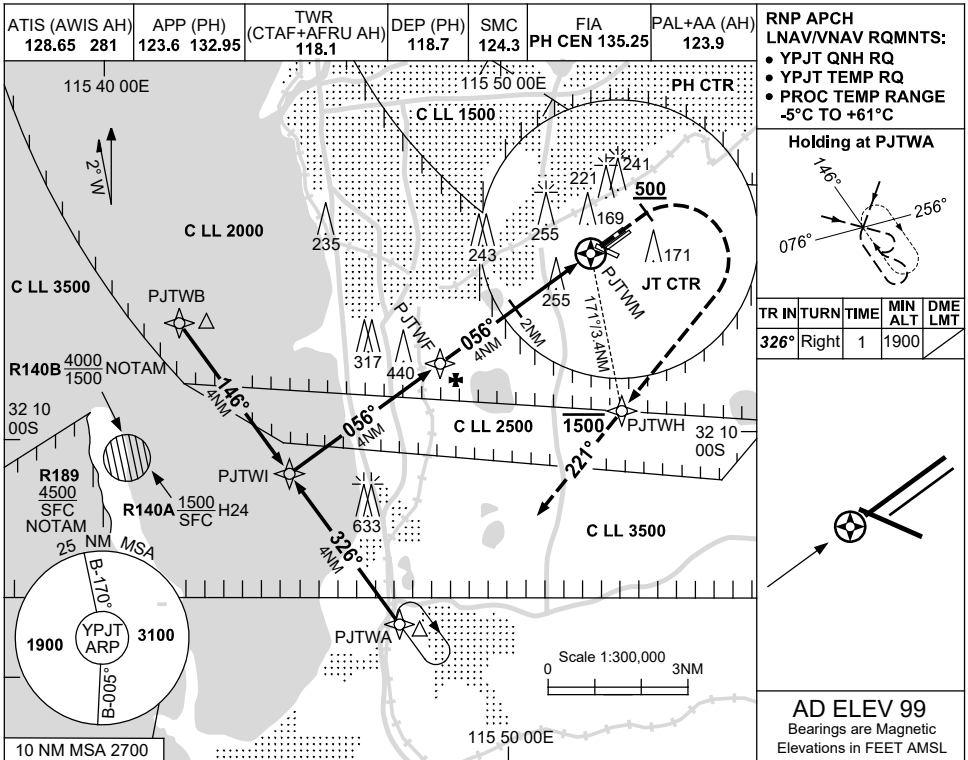 ATIS (AWIS AH)
128.65 281
APP (PH)
123.6 132.95
TWR
(CTAF+AFRU AH)
118.1
DEP (PH)
118.7
SMC
124.3
FIA
PH CEN 135.25
PAL+AA (AH)
123.9
RNP APCH
LNAV/VNAV RQMNTS:
• YPJT QNH RQ
• YPJT TEMP RQ
• PROC TEMP RANGE
-5°C TO +61°C
115 40 00E
115 50 00E
PH CTR
C LL 1500
2° W
C LL 2000
C LL 3500
235
243
255
221
241
169
500
171
255
JT CTR
PJTWM
PJTWB
PJTWF
2NM
056°
4NM
171°/3.4NM
317
440
R140B 4000
1500 NOTAM
146°
4NM
056°
4NM
C LL 2500
1500
PJTWH
32 10
00S
32 10
00S
PJTWI
221°
R189
4500
SFC
NOTAM
R140A 1500
SFC H24
633
326°
4NM
C LL 3500
25 NM MSA
B-170°
1900
YPJT
ARP
3100
B-005°
PJTWA
Scale 1:300,000
0
3NM
115 50 00E
10 NM MSA 2700
Holding at PJTWA
146°
256°
076°
TR IN
TURN
TIME
MIN
ALT
DME
LMT
326°
Right
1
1900
AD ELEV 99
Bearings are Magnetic
Elevations in FEET AMSL